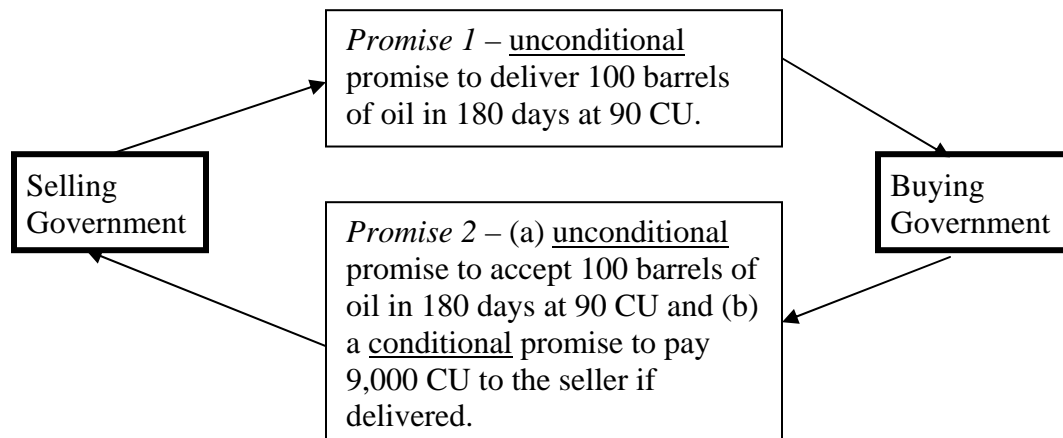 Promise 1 – unconditional
promise to deliver 100 barrels
of oil in 180 days at 90 CU.
Selling
Government
Buying
Government
Promise 2 – (a) unconditional
promise to accept 100 barrels of
oil in 180 days at 90 CU and (b)
a conditional promise to pay
9,000 CU to the seller if
delivered.